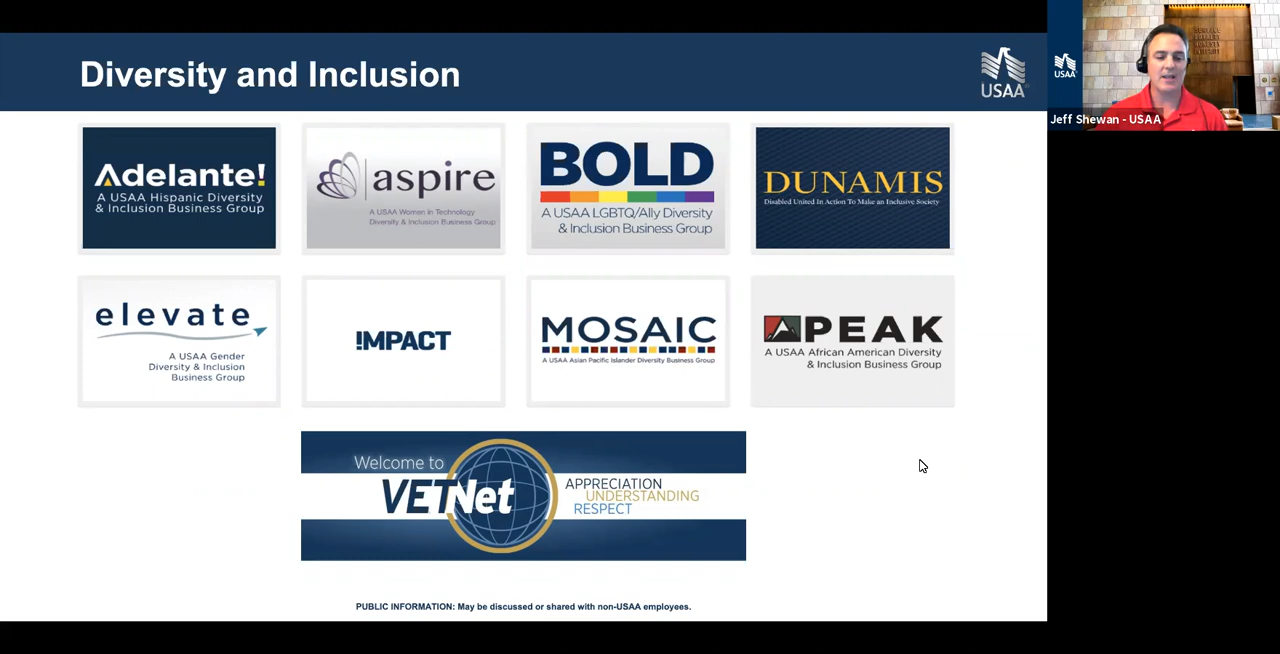 Diversity and Inclusion
USAA
USAA
Jeff Shewan - USAA
Adelante!
A USAA Hispanic Diversity
& Inclusion Business Group
aspire
A USAA Women in Technology
Diversity & Inclusion Business Group
BOLD
A USAA LGBTQ/Ally Diversity
& Inclusion Business Group
DUNAMIS
Disabled United In Action To Make an Inclusive Society
elevate
A USAA Gender
Diversity & Inclusion
Business Group
!MPACT
MOSAIC
A USAA Asian Pacific Islander Diversity Business Group
PEAK
A USAA African American Diversity
& Inclusion Business Group
Welcome to
VETNet
APPRECIATION
UNDERSTANDING
RESPECT
PUBLIC INFORMATION: May be discussed or shared with non-USAA employees.